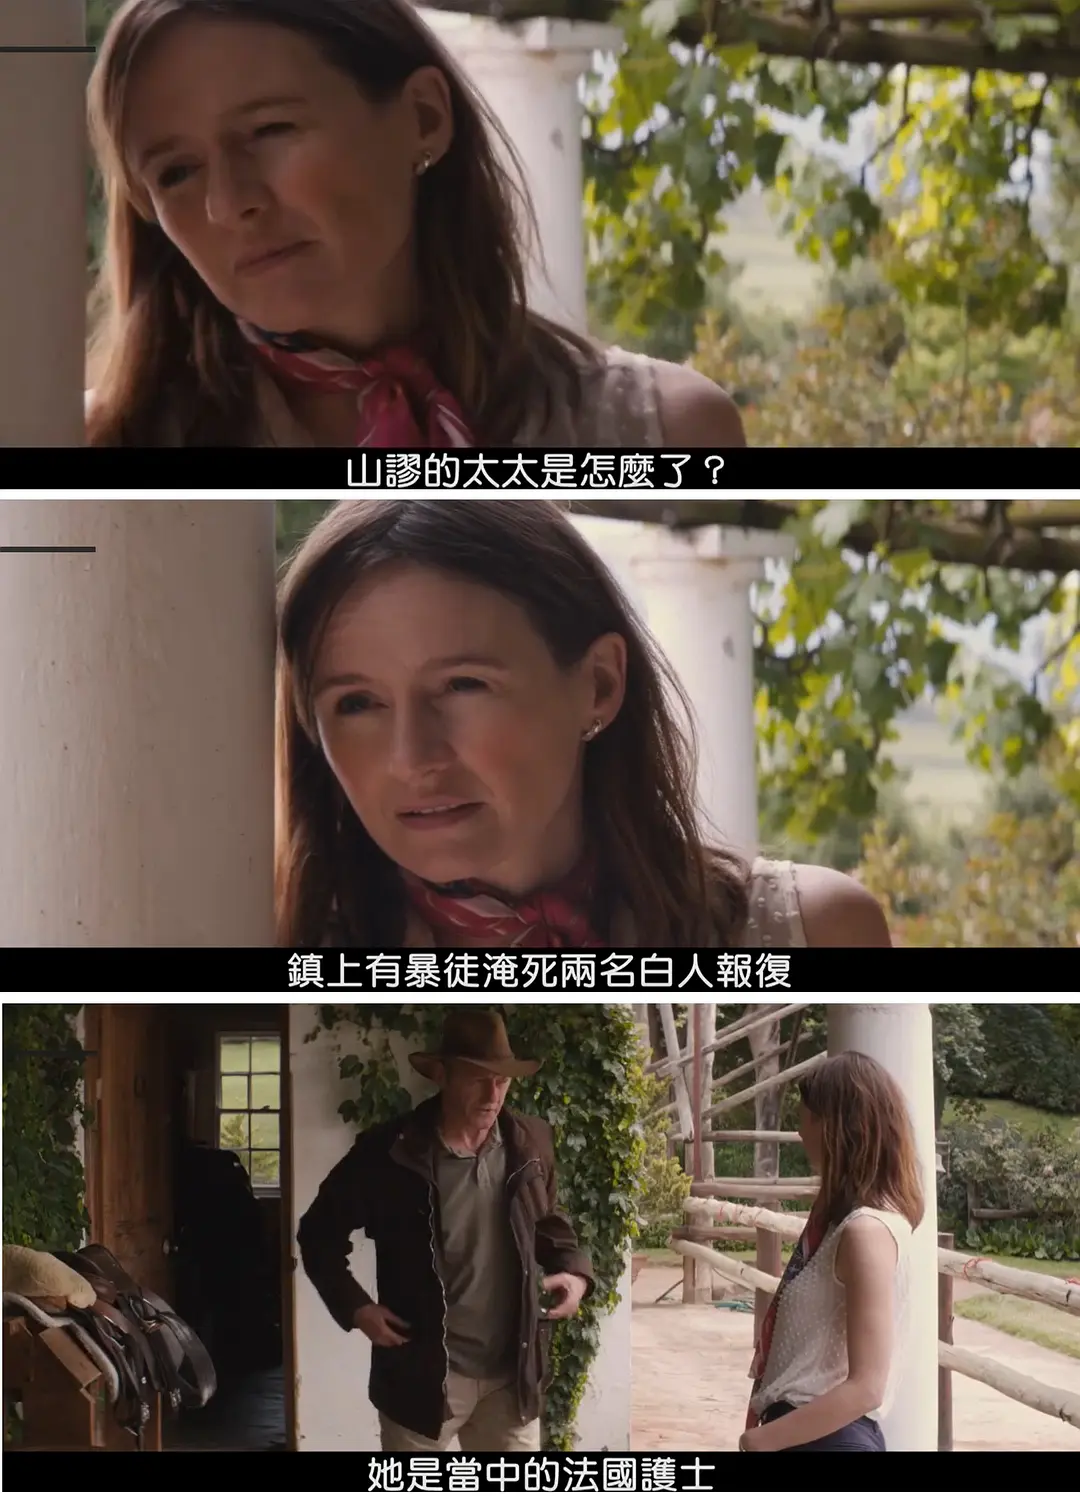 山謬的太太是怎麼了？
鎮上有暴徒淹死兩名白人報復
她是當中的法國護士